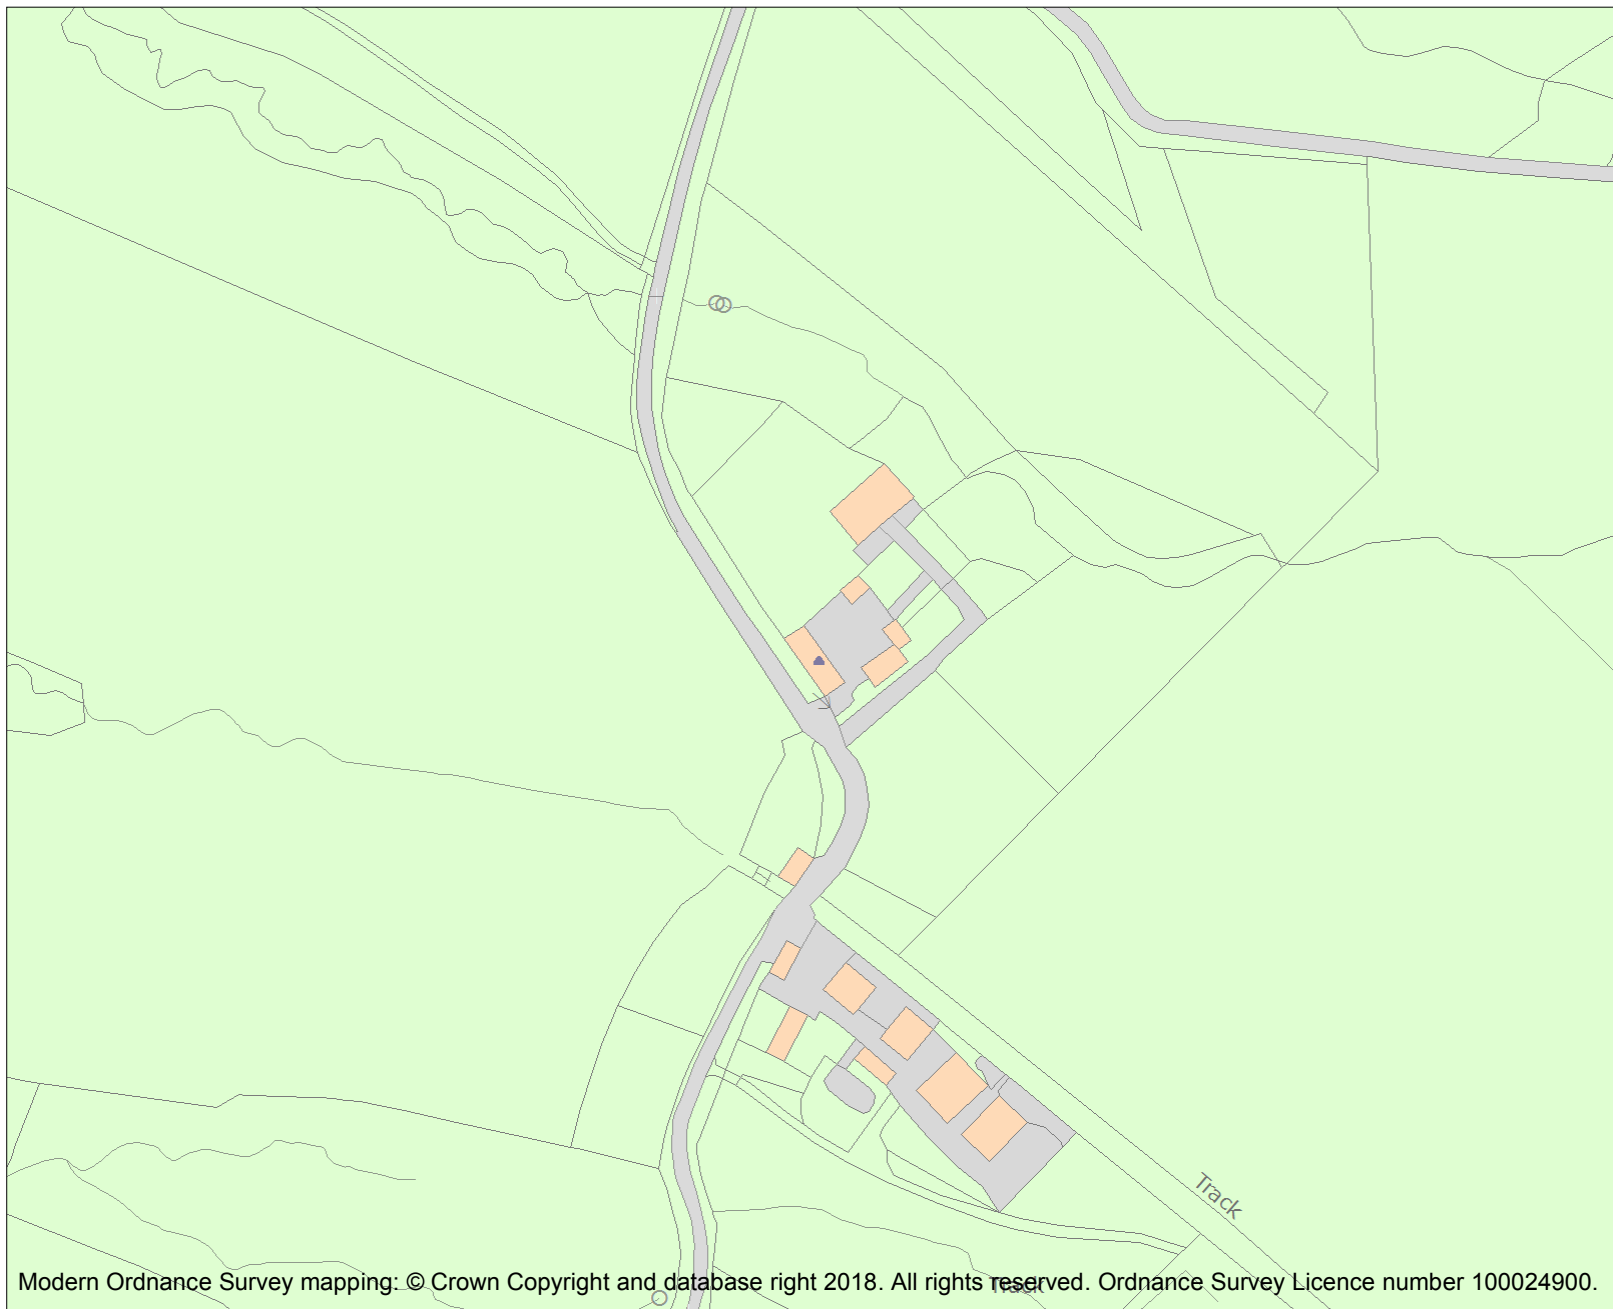 Track
Track
Modern Ordnance Survey mapping: © Crown Copyright and database right 2018. All rights reserved. Ordnance Survey Licence number 100024900.